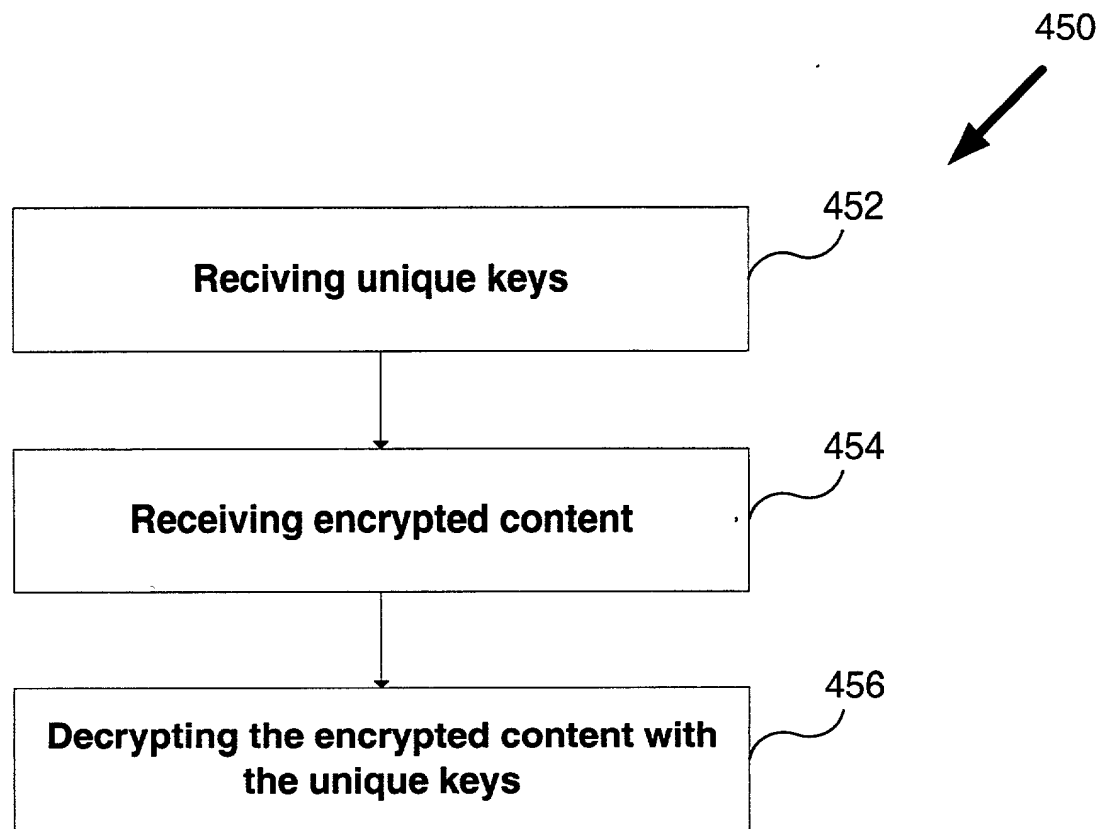 450
452
Reciving unique keys
454
Receiving encrypted content
456
Decrypting the encrypted content with
the unique keys